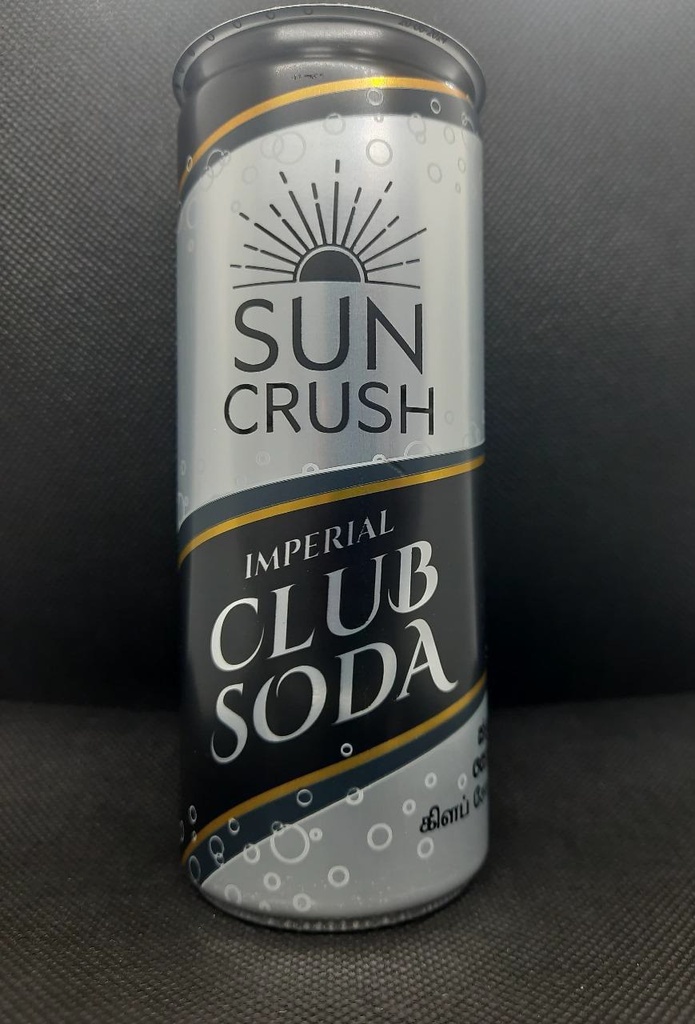 SUN
CRUSH
IMPERIAL
CLUB
SODA
கிளப்